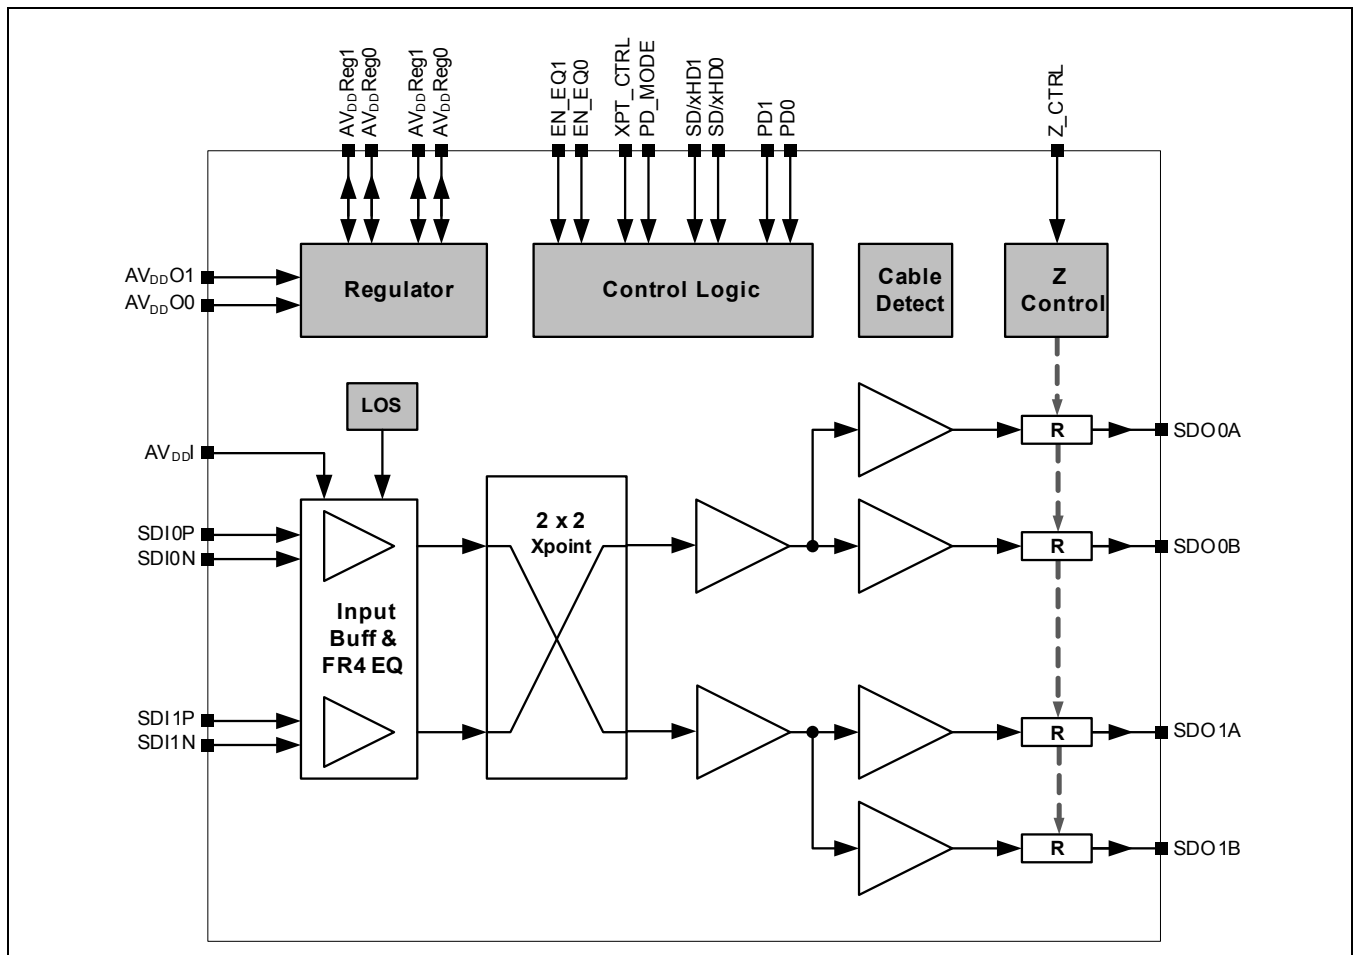 AVDDReg1
AVDDReg0
AVDDReg1
AVDDReg0
EN_EQ1
EN_EQ0
XPT_CTRL
PD_MODE
SD/xHD1
SD/xHD0
PD1
PD0
Z_CTRL
AVDDO1
AVDDO0
Regulator
Control Logic
Cable
Detect
Z
Control
LOS
AVDDI
SDI0P
SDI0N
SDI1P
SDI1N
Input
Buff &
FR4 EQ
2 x 2
Xpoint
R
SDO0A
R
SDO0B
R
SDO1A
R
SDO1B